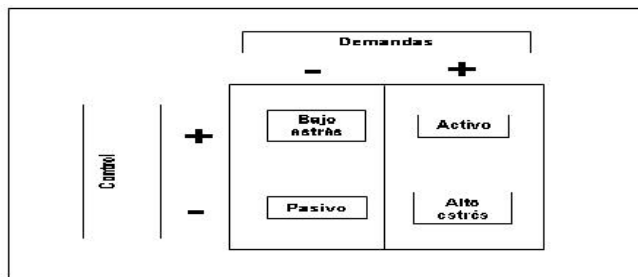 Demandas
- +
Control
+
Bajo
estrés
Activo
-
Pasivo
Alto
estrés